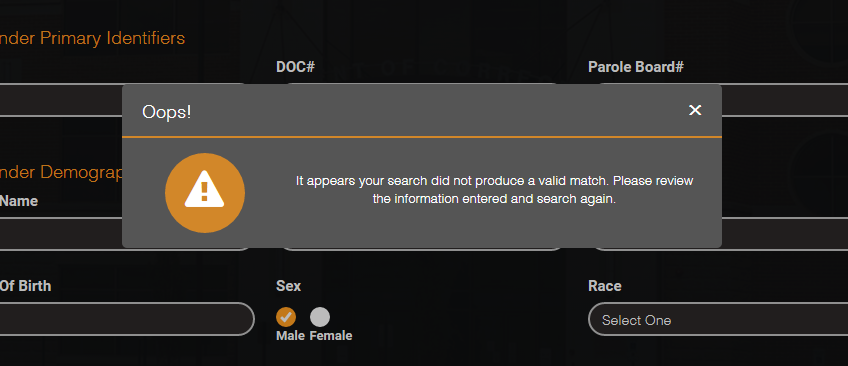 nder Primary Identifiers
DOC#
Parole Board#
Oops!
It appears your search did not produce a valid match. Please review
the information entered and search again.
nder Demograp
Name
Of Birth
Sex
Race
Male Female
Select One